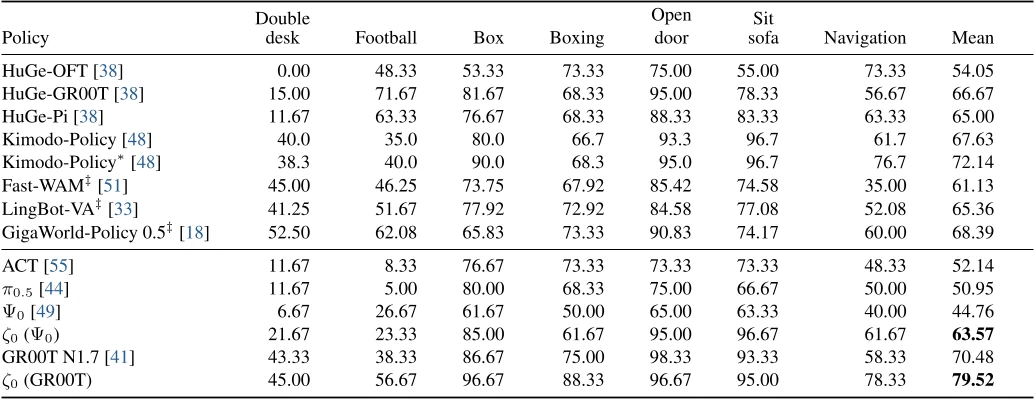 Policy Double desk Football Box Boxing Open door Sit sofa Navigation Mean
HuGe-OFT [38] 0.00 48.33 53.33 73.33 75.00 55.00 73.33 54.05
HuGe-GR00T [38] 15.00 71.67 81.67 68.33 95.00 78.33 56.67 66.67
HuGe-Pi [38] 11.67 63.33 76.67 68.33 88.33 83.33 63.33 65.00
Kimodo-Policy [48] 40.0 35.0 80.0 66.7 93.3 96.7 61.7 67.63
Kimodo-Policy* [48] 38.3 40.0 90.0 68.3 95.0 96.7 76.7 72.14
Fast-WAM‡ [51] 45.00 46.25 73.75 67.92 85.42 74.58 35.00 61.13
LingBot-VA‡ [33] 41.25 51.67 77.92 72.92 84.58 77.08 52.08 65.36
GigaWorld-Policy 0.5‡ [18] 52.50 62.08 65.83 73.33 90.83 74.17 60.00 68.39
ACT [55] 11.67 8.33 76.67 73.33 73.33 73.33 48.33 52.14
π0.5 [44] 11.67 5.00 80.00 68.33 75.00 66.67 50.00 50.95
Ψ0 [49] 6.67 26.67 61.67 50.00 65.00 63.33 40.00 44.76
ζ0 (Ψ0) 21.67 23.33 85.00 61.67 95.00 96.67 61.67 63.57
GR00T N1.7 [41] 43.33 38.33 86.67 75.00 98.33 93.33 58.33 70.48
ζ0 (GR00T) 45.00 56.67 96.67 88.33 96.67 95.00 78.33 79.52